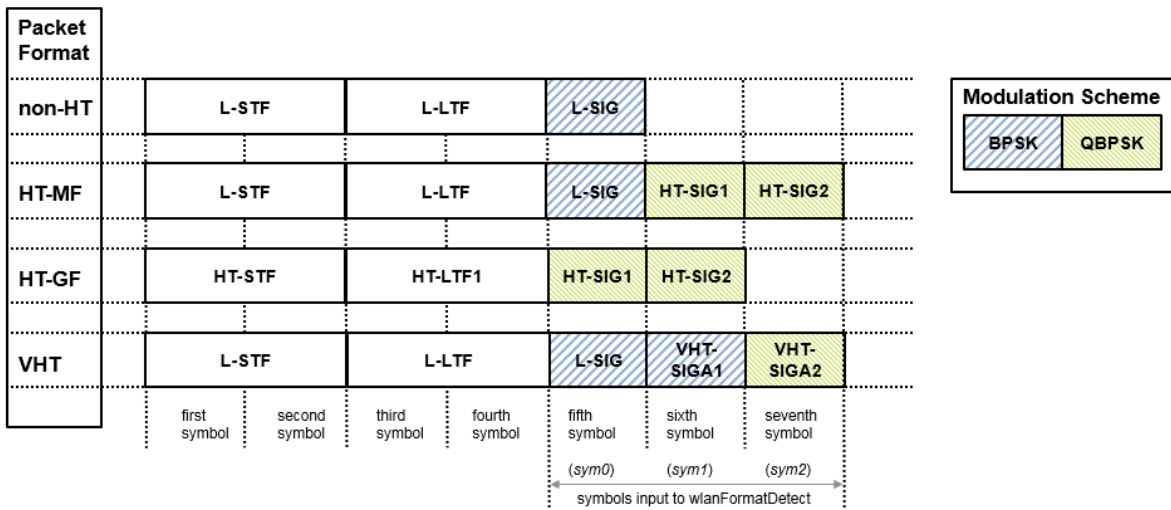 Packet
Format
non-HT L-STF L-LTF L-SIG
HT-MF L-STF L-LTF L-SIG HT-SIG1 HT-SIG2
HT-GF HT-STF HT-LTF1 HT-SIG1 HT-SIG2
VHT L-STF L-LTF L-SIG VHT-SIGA1 VHT-SIGA2
first symbol second symbol third symbol fourth symbol fifth symbol sixth symbol seventh symbol
(sym0) (sym1) (sym2)
symbols input to wlanFormatDetect
Modulation Scheme
BPSK QBPSK